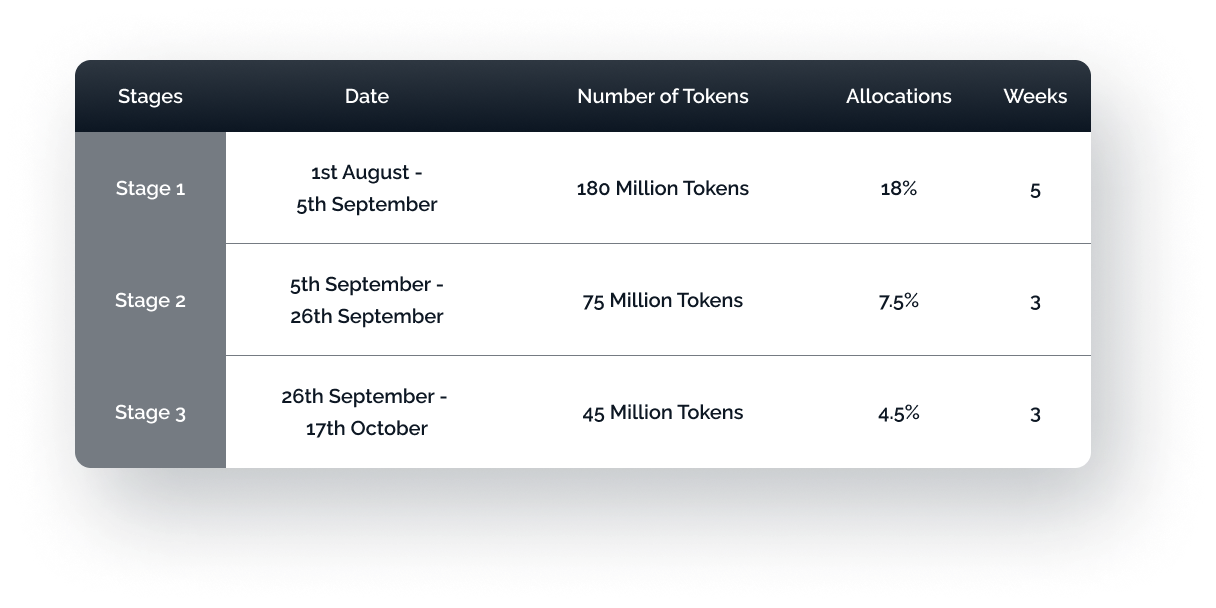 Stages Date Number of Tokens Allocations Weeks
Stage 1 1st August - 5th September 180 Million Tokens 18% 5
Stage 2 5th September - 26th September 75 Million Tokens 7.5% 3
Stage 3 26th September - 17th October 45 Million Tokens 4.5% 3